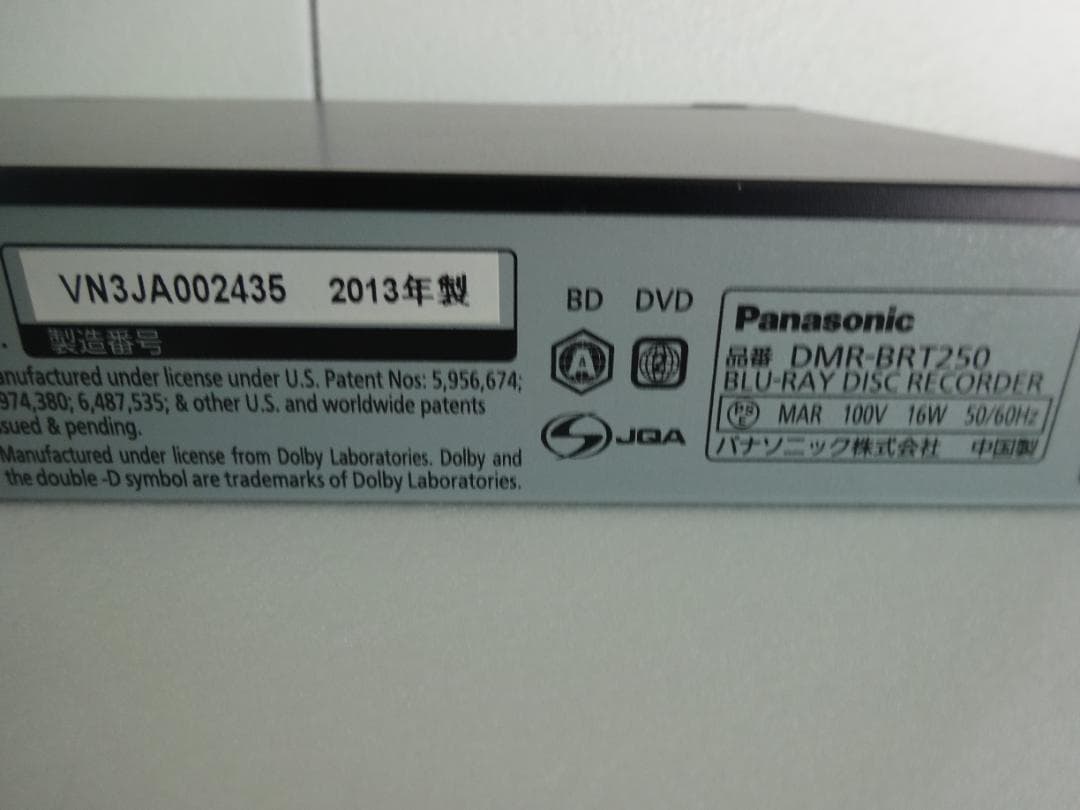 VN3JA002435 2013年製
製造番号
anufactured under license under U.S. Patent Nos: 5,956,674;
974,380; 6,487,535; & other U.S. and worldwide patents
ssued & pending.
Manufactured under license from Dolby Laboratories. Dolby and
the double -D symbol are trademarks of Dolby Laboratories.
BD DVD
A
JQA
Panasonic
品番 DMR-BRT250
BLU-RAY DISC RECORDER
PSE MAR 100V 16W 50/60Hz
パナソニック株式会社 中国製